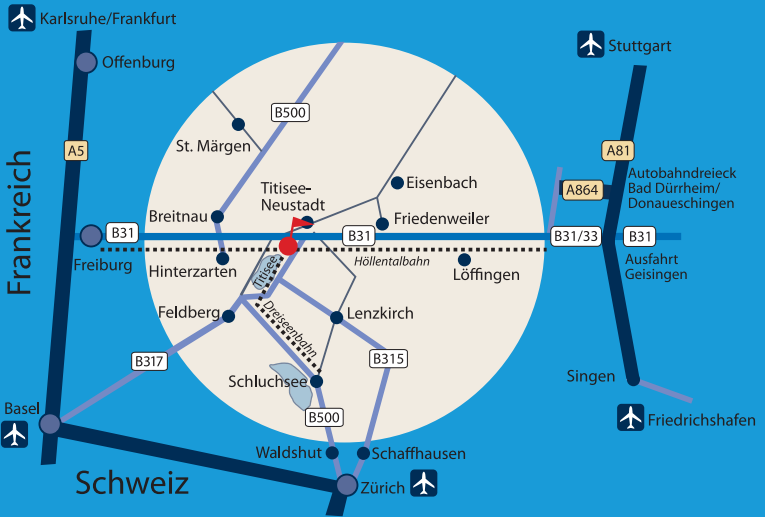 Karlsruhe/Frankfurt
Offenburg
Stuttgart
B500
St. Märgen
A5
A81
Frankreich
Titisee-
Neustadt
Eisenbach
A864
Autobahndreieck
Bad Dürrheim/
Donaueschingen
Breitnau
Friedenweiler
B31
B31
B31/33
B31
Freiburg
Hinterzarten
Titisee
Höllentalbahn
Löffingen
Ausfahrt
Geisingen
Feldberg
Dreiseenbahn
Lenzkirch
B317
B315
Schluchsee
Singen
Basel
B500
Friedrichshafen
Waldshut
Schaffhausen
Schweiz
Zürich